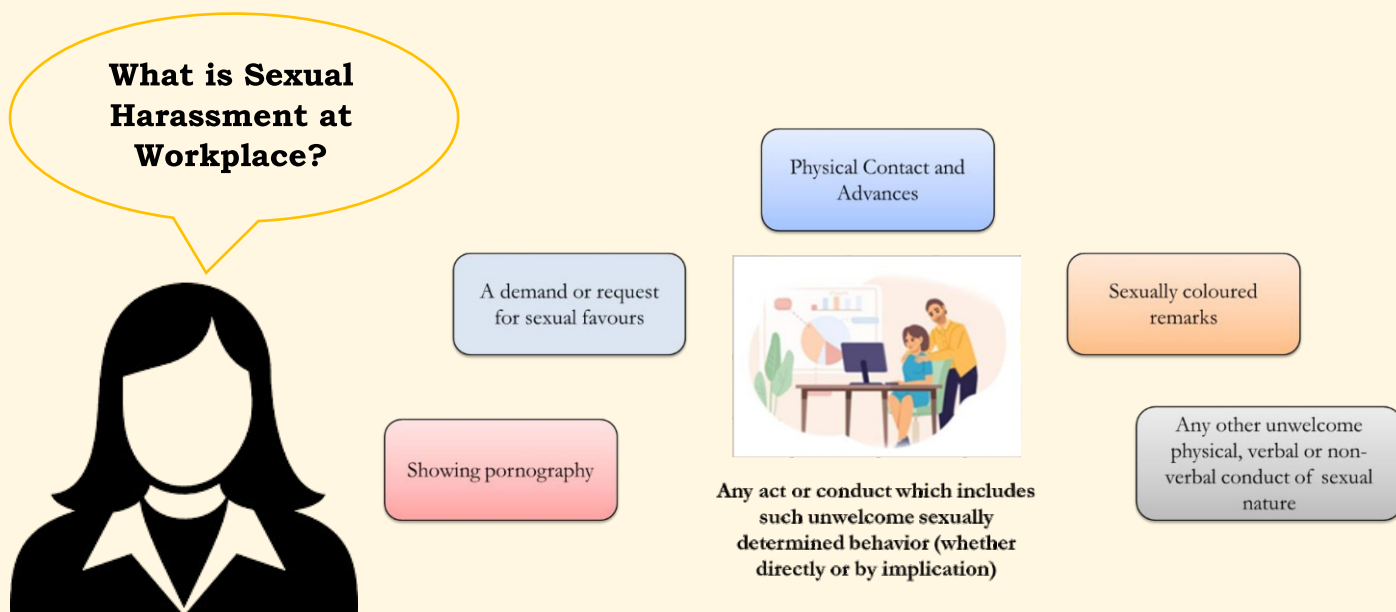 What is Sexual
Harassment at
Workplace?
Physical Contact and
Advances
A demand or request
for sexual favours
Sexually coloured
remarks
Showing pornography
Any other unwelcome
physical, verbal or non-
verbal conduct of sexual
nature
Any act or conduct which includes
such unwelcome sexually
determined behavior (whether
directly or by implication)